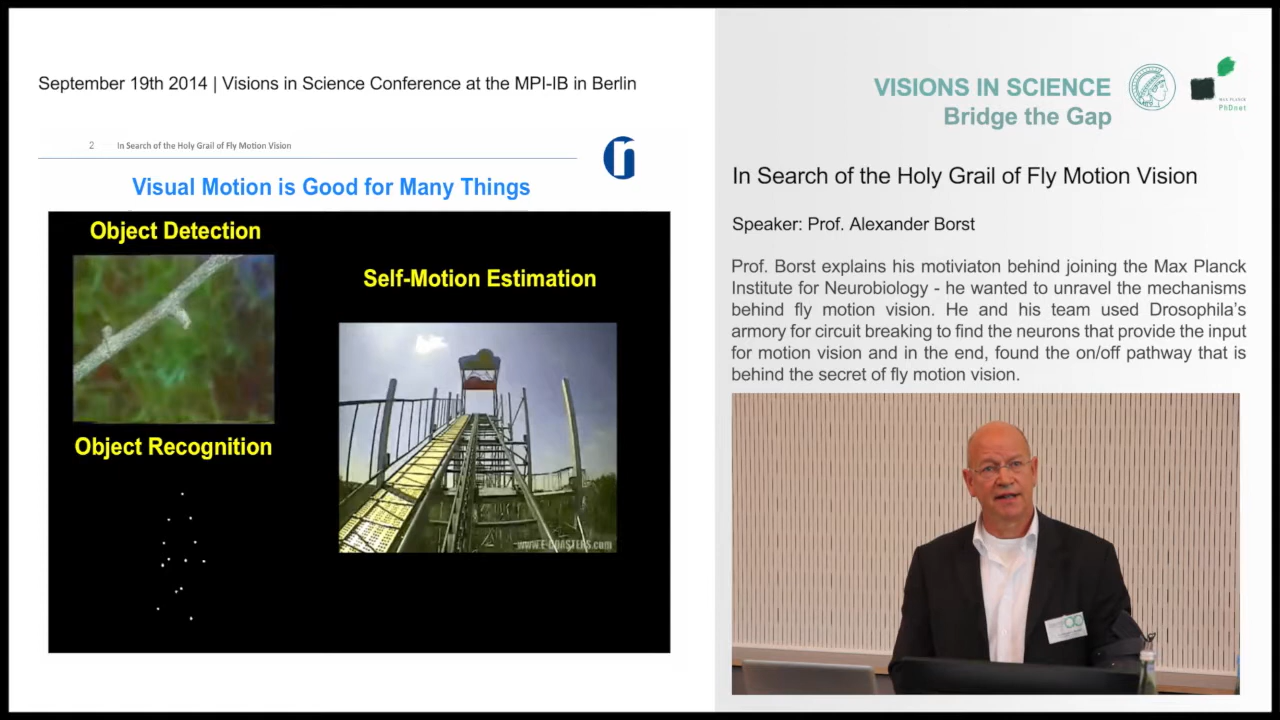 September 19th 2014 | Visions in Science Conference at the MPI-IB in Berlin
2 In Search of the Holy Grail of Fly Motion Vision
Visual Motion is Good for Many Things
Object Detection
Self-Motion Estimation
Object Recognition
WWW.E-COASTERS.com
VISIONS IN SCIENCE
Bridge the Gap
MAX PLANCK
PhDnet
In Search of the Holy Grail of Fly Motion Vision
Speaker: Prof. Alexander Borst
Prof. Borst explains his motiviaton behind joining the Max Planck
Institute for Neurobiology - he wanted to unravel the mechanisms
behind fly motion vision. He and his team used Drosophila's
armory for circuit breaking to find the neurons that provide the input
for motion vision and in the end, found the on/off pathway that is
behind the secret of fly motion vision.